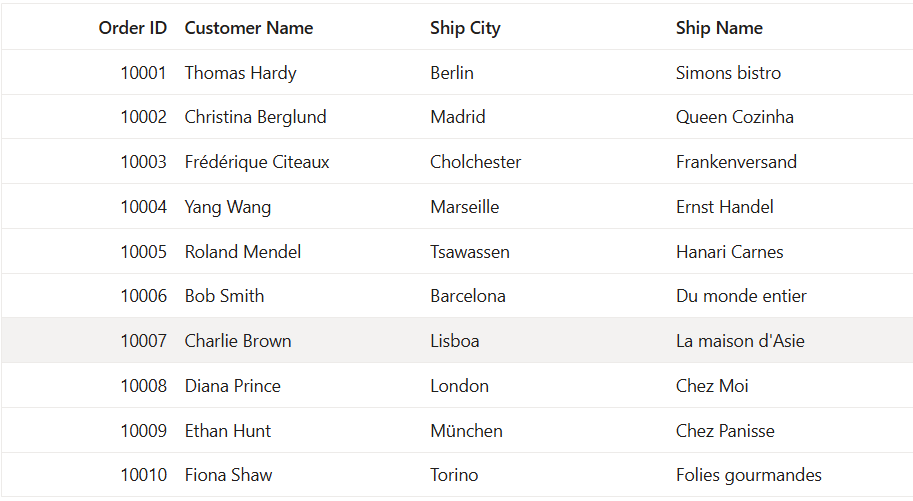 Order ID Customer Name Ship City Ship Name
10001 Thomas Hardy Berlin Simons bistro
10002 Christina Berglund Madrid Queen Cozinha
10003 Frédérique Citeaux Cholchester Frankenversand
10004 Yang Wang Marseille Ernst Handel
10005 Roland Mendel Tsawassen Hanari Carnes
10006 Bob Smith Barcelona Du monde entier
10007 Charlie Brown Lisboa La maison d'Asie
10008 Diana Prince London Chez Moi
10009 Ethan Hunt München Chez Panisse
10010 Fiona Shaw Torino Folies gourmandes